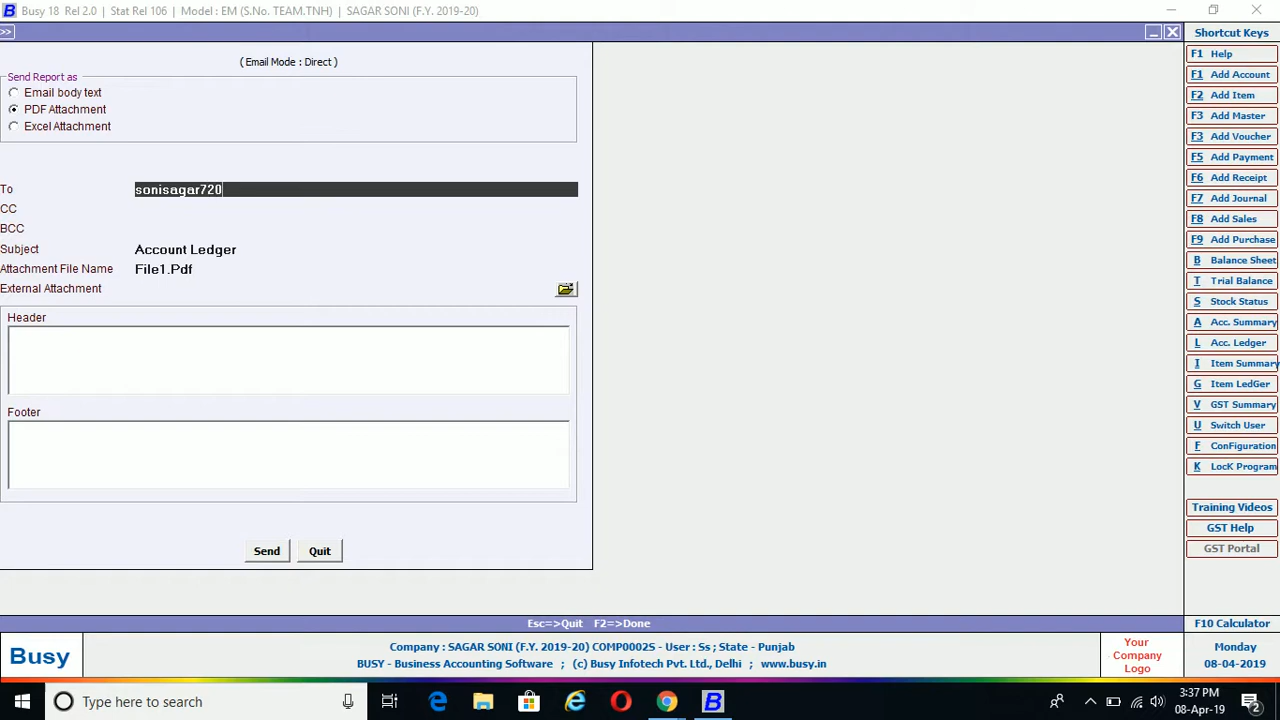 Busy 18 Rel 2.0 | Stat Rel 106 | Model : EM (S.No. TEAM.TNH) | SAGAR SONI (F.Y. 2019-20)
>>
( Email Mode : Direct )
Send Report as
Email body text
PDF Attachment
Excel Attachment
To sonisagar720
CC
BCC
Subject Account Ledger
Attachment File Name File1.Pdf
External Attachment
Header
Footer
Send Quit
Esc=>Quit F2=>Done
Shortcut Keys
F1 Help
F1 Add Account
F2 Add Item
F3 Add Master
F3 Add Voucher
F5 Add Payment
F6 Add Receipt
F7 Add Journal
F8 Add Sales
F9 Add Purchase
B Balance Sheet
T Trial Balance
S Stock Status
A Acc. Summary
L Acc. Ledger
I Item Summary
G Item LedGer
V GST Summary
U Switch User
F ConFiguration
K LocK Program
Training Videos
GST Help
GST Portal
F10 Calculator
Busy
Company : SAGAR SONI (F.Y. 2019-20) COMP0002S - User : Ss ; State - Punjab
BUSY - Business Accounting Software ; (c) Busy Infotech Pvt. Ltd., Delhi ; www.busy.in
Your
Company
Logo
Monday
08-04-2019
Type here to search
3:37 PM
08-Apr-19
2